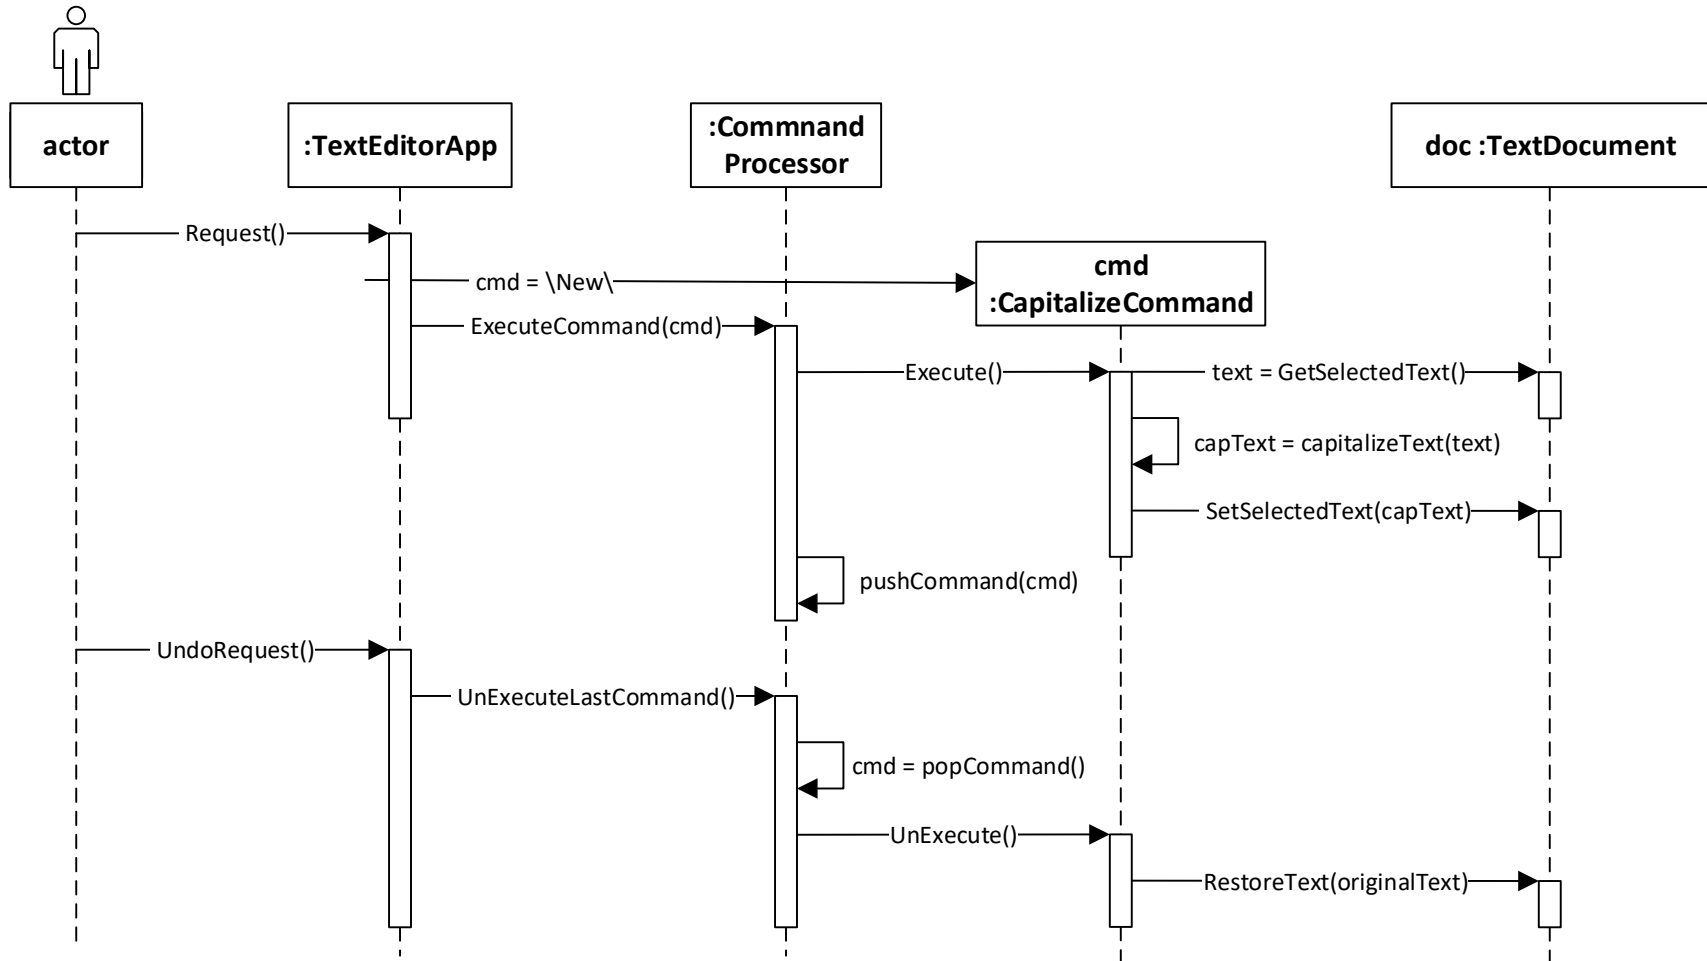 actor
:TextEditorApp
:Commnand
Processor
doc :TextDocument
Request()
cmd = \New\
cmd
:CapitalizeCommand
ExecuteCommand(cmd)
Execute()
text = GetSelectedText()
capText = capitalizeText(text)
SetSelectedText(capText)
pushCommand(cmd)
UndoRequest()
UnExecuteLastCommand()
cmd = popCommand()
UnExecute()
RestoreText(originalText)